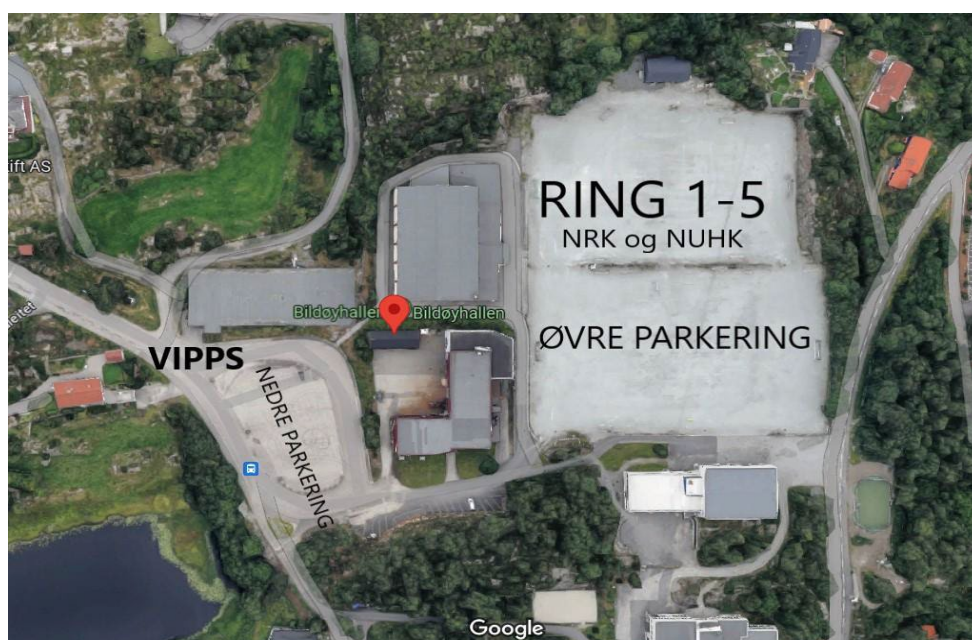 ift AS
RING 1-5
NRK og NUHK
Bildøyhallen
Bildøyhallen
ØVRE PARKERING
VIPPS
NEDRE PARKERING
Google